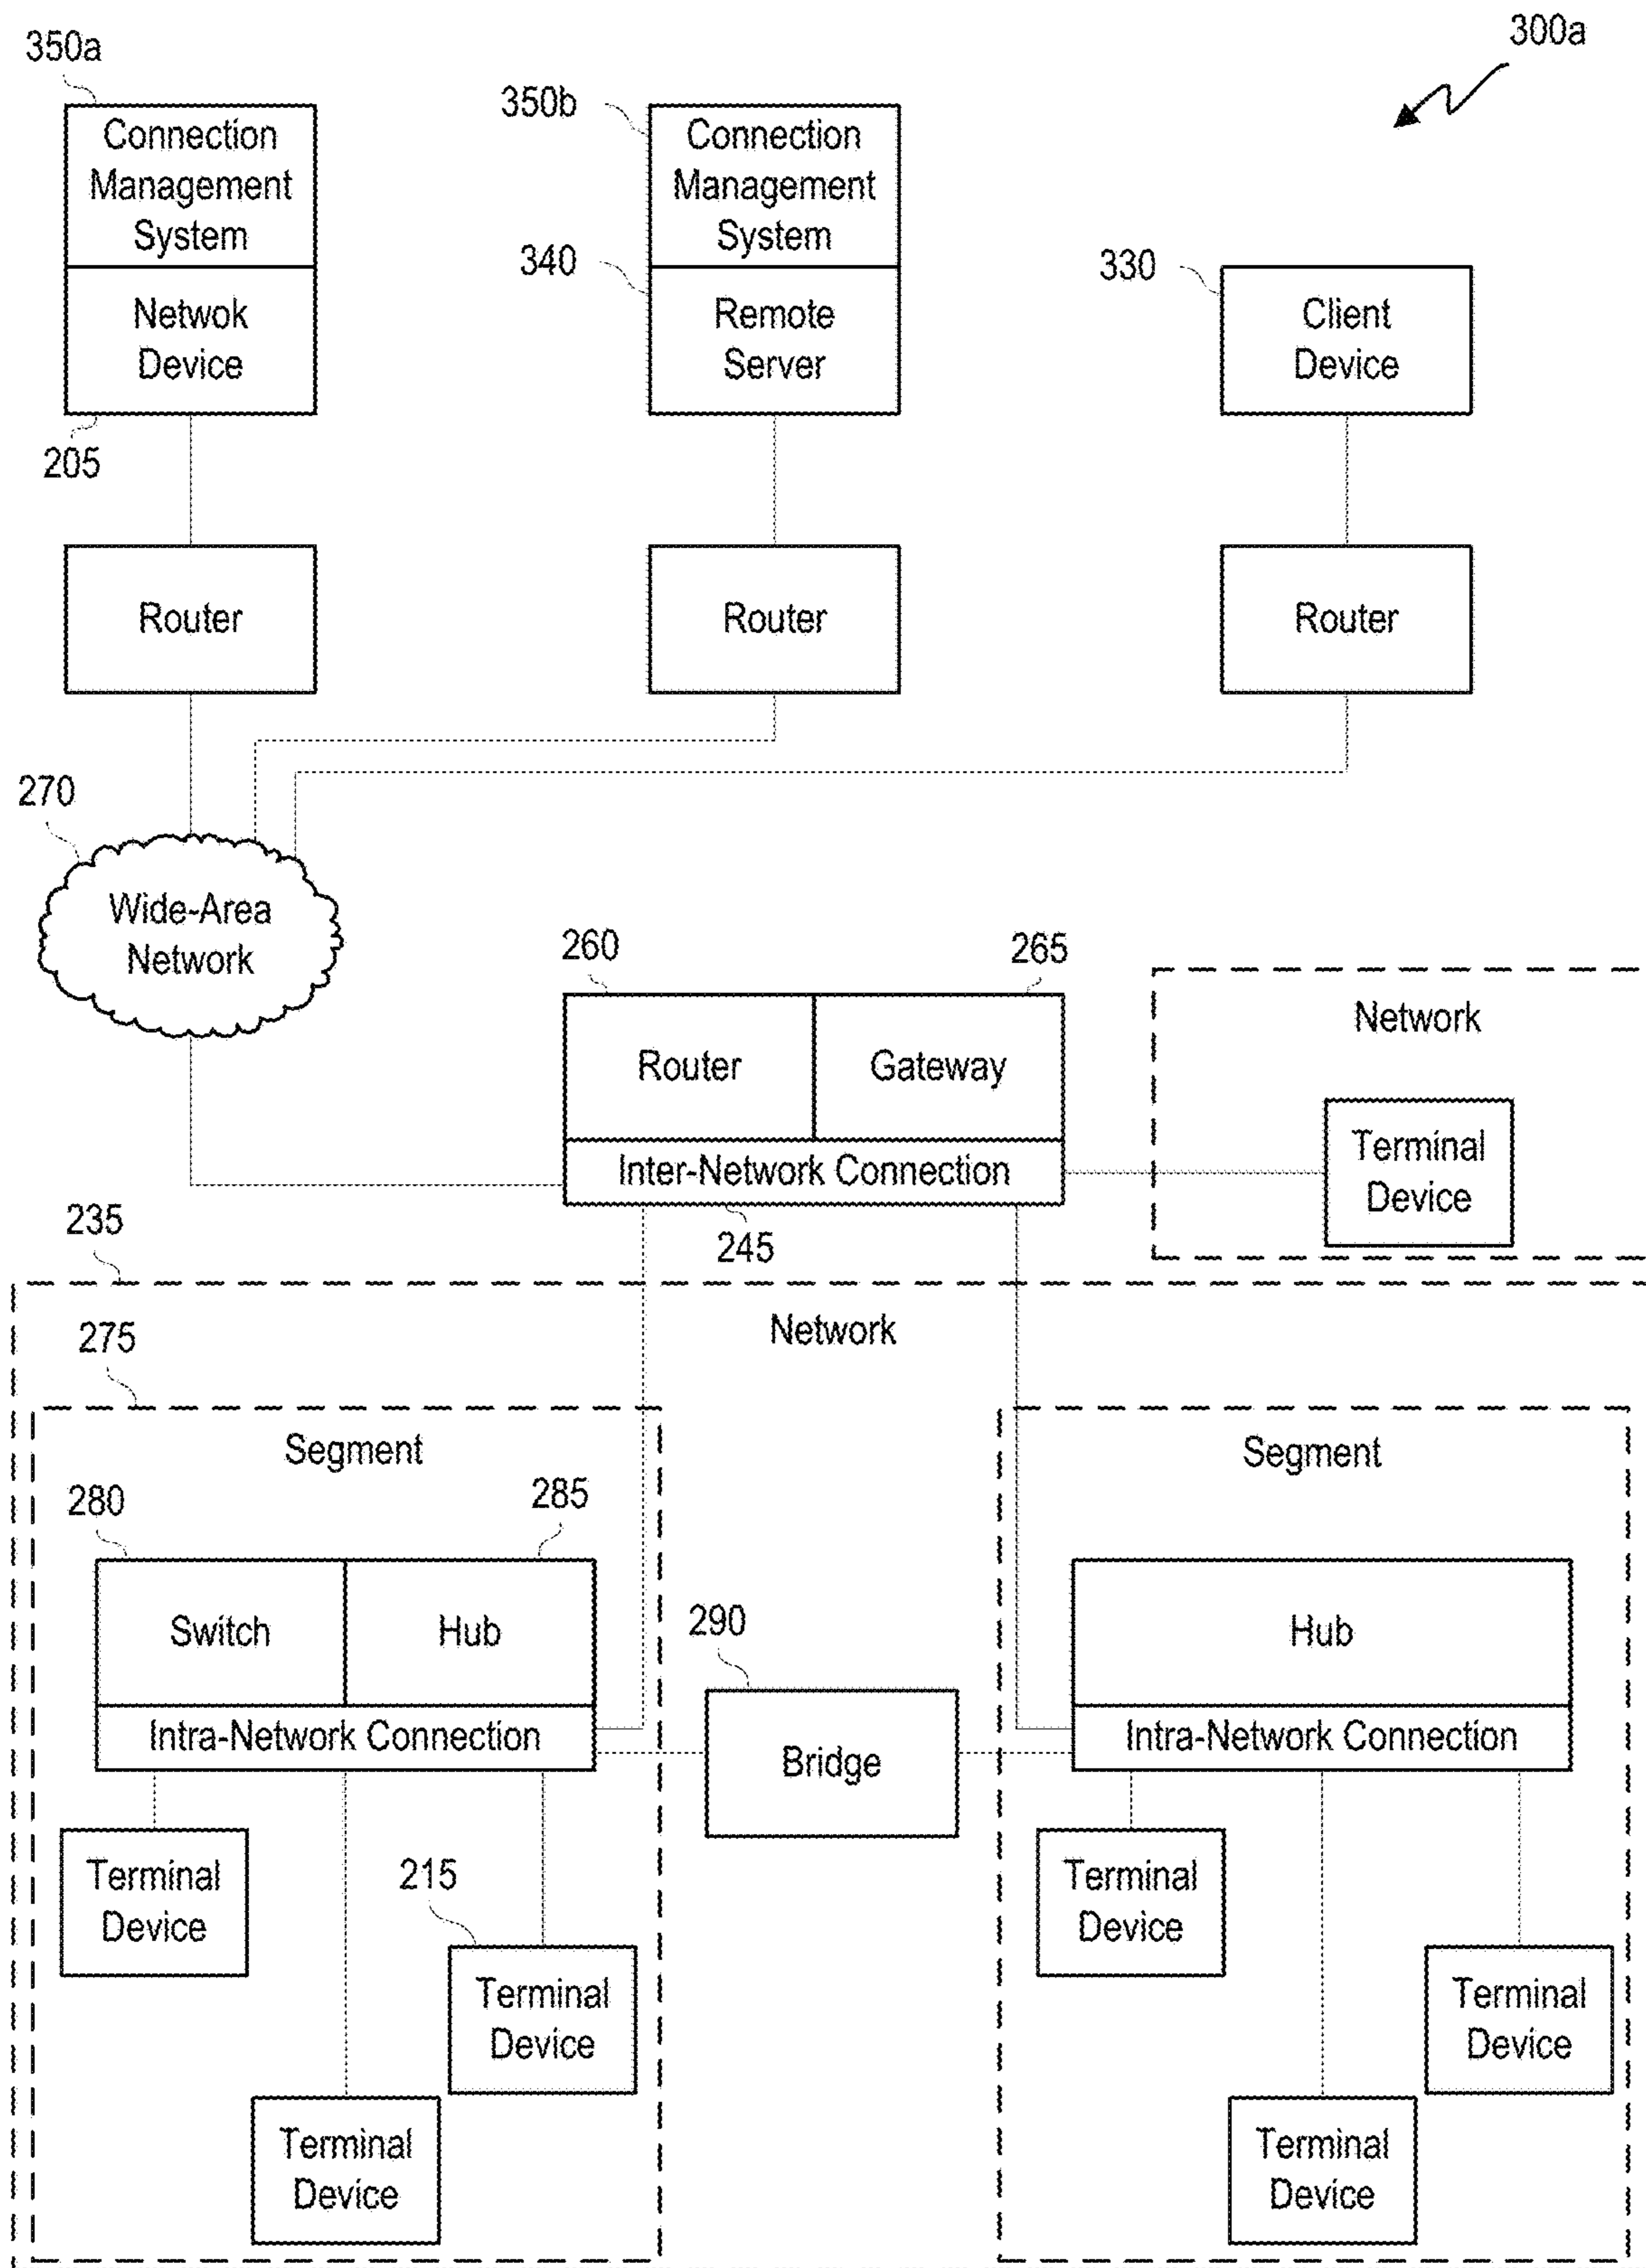 300a
350a
Connection
Management
System
Netwok
Device
205
350b
Connection
Management
System
340
Remote
Server
330
Client
Device
Router
Router
Router
270
Wide-Area
Network
260
265
Router
Gateway
Inter-Network Connection
245
Network
Terminal
Device
235
Network
275
Segment
280
285
Switch
Hub
Intra-Network Connection
290
Bridge
Segment
Hub
Intra-Network Connection
Terminal
Device
215
Terminal
Device
Terminal
Device
Terminal
Device
Terminal
Device
Terminal
Device